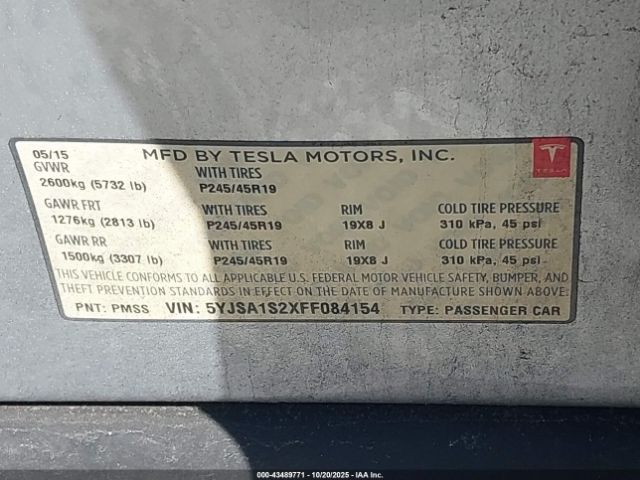 05/15 MFD BY TESLA MOTORS, INC.
GVWR WITH TIRES
2600kg (5732 lb) P245/45R19
TESLA
GAWR FRT WITH TIRES RIM COLD TIRE PRESSURE
1276kg (2813 lb) P245/45R19 19X8 J 310 kPa, 45 psi
GAWR RR WITH TIRES RIM COLD TIRE PRESSURE
1500kg (3307 lb) P245/45R19 19X8 J 310 kPa, 45 psi
THIS VEHICLE CONFORMS TO ALL APPLICABLE U.S. FEDERAL MOTOR VEHICLE SAFETY, BUMPER, AND
THEFT PREVENTION STANDARDS IN EFFECT ON THE DATE OF MANUFACTURE SHOWN ABOVE:
PNT: PMSS VIN: 5YJSA1S2XFF084154 TYPE: PASSENGER CAR
000-43489771 - 10/20/2025 - IAA Inc.